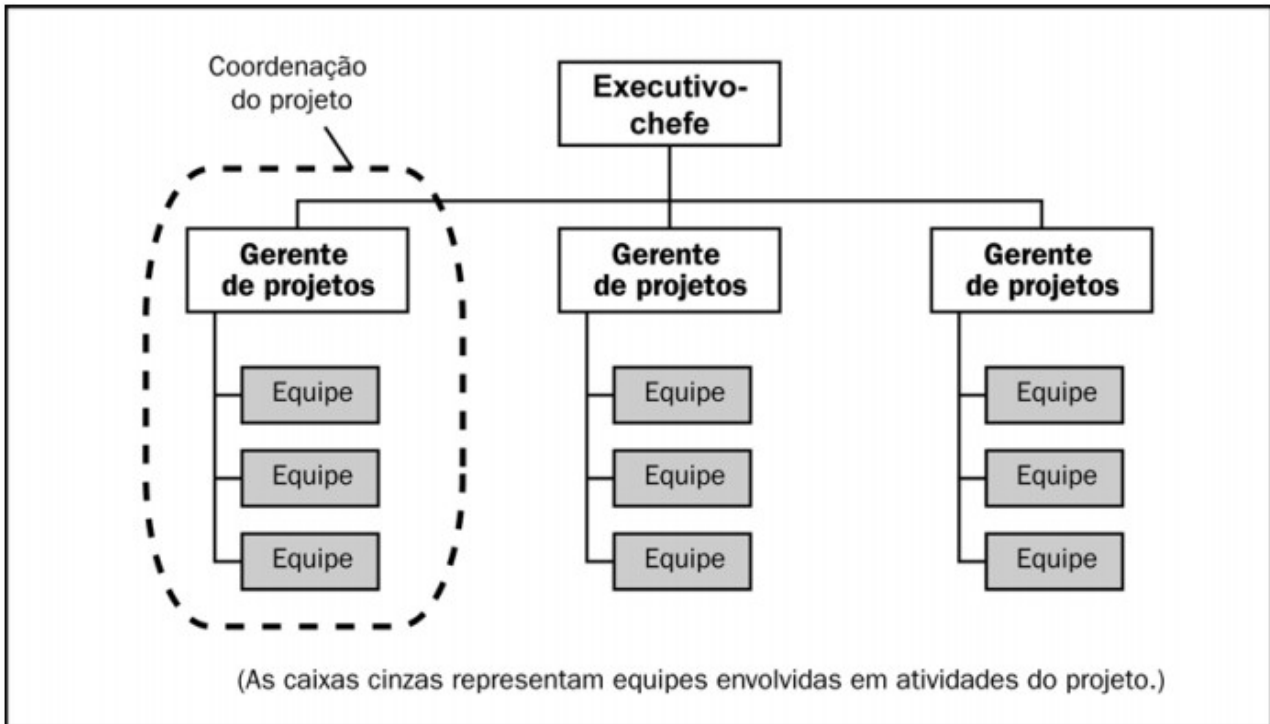 Coordenação
do projeto
Executivo-
chefe
Gerente
de projetos
Gerente
de projetos
Gerente
de projetos
Equipe
Equipe
Equipe
Equipe
Equipe
Equipe
Equipe
Equipe
Equipe
(As caixas cinzas representam equipes envolvidas em atividades do projeto.)